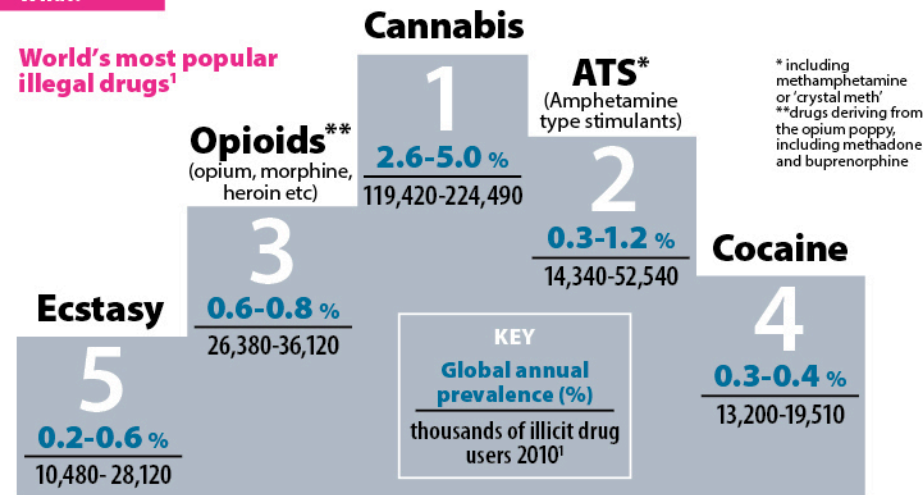 World's most popular
illegal drugs¹
Cannabis
1
2.6-5.0 %
119,420-224,490
ATS*
(Amphetamine
type stimulants)
2
0.3-1.2 %
14,340-52,540
* including
methamphetamine
or 'crystal meth'
**drugs deriving from
the opium poppy,
including methadone
and buprenorphine
Opioids**
(opium, morphine,
heroin etc)
3
0.6-0.8 %
26,380-36,120
Cocaine
4
0.3-0.4 %
13,200-19,510
Ecstasy
5
0.2-0.6 %
10,480- 28,120
KEY
Global annual
prevalence (%)
thousands of illicit drug
users 2010¹